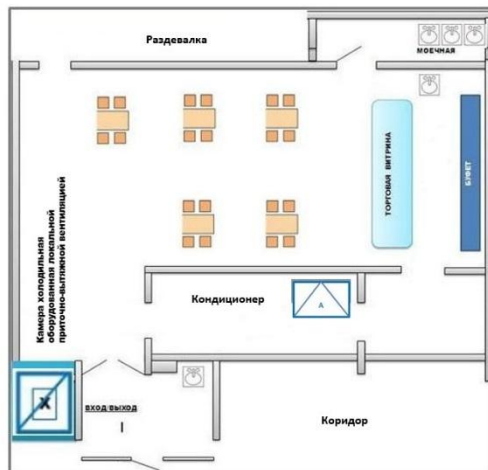 Раздевалка
МОЕЧНАЯ
ТОРГОВАЯ ВИТРИНА
БУФЕТ
Камера холодильная
оборудованная локальной
приточно-вытяжной вентиляцией
Кондиционер
А
Х
ВХОД/ВЫХОД
I
Коридор